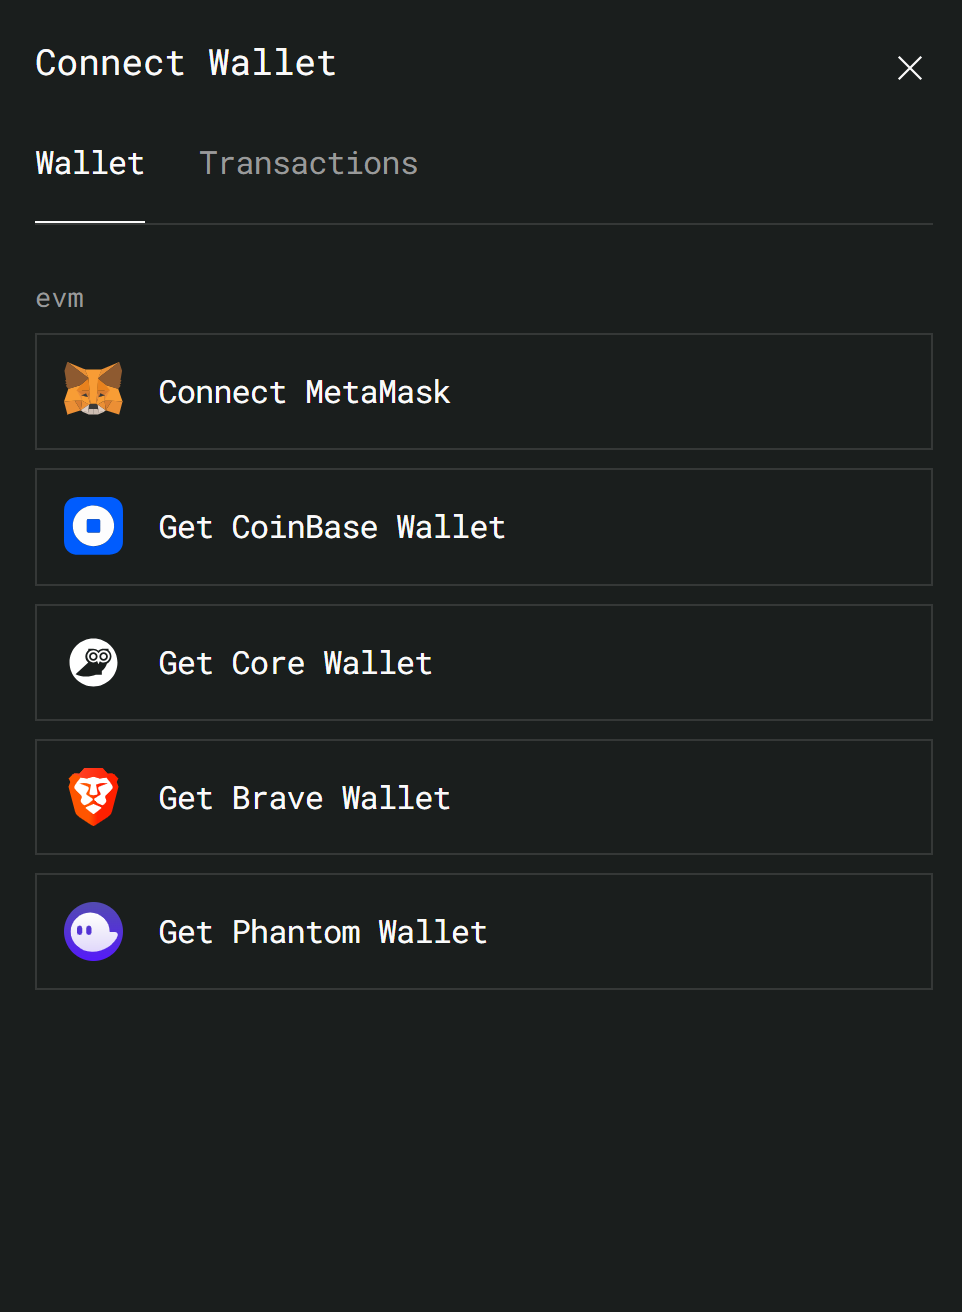 Connect Wallet
Wallet Transactions
evm
Connect MetaMask
Get CoinBase Wallet
Get Core Wallet
Get Brave Wallet
Get Phantom Wallet